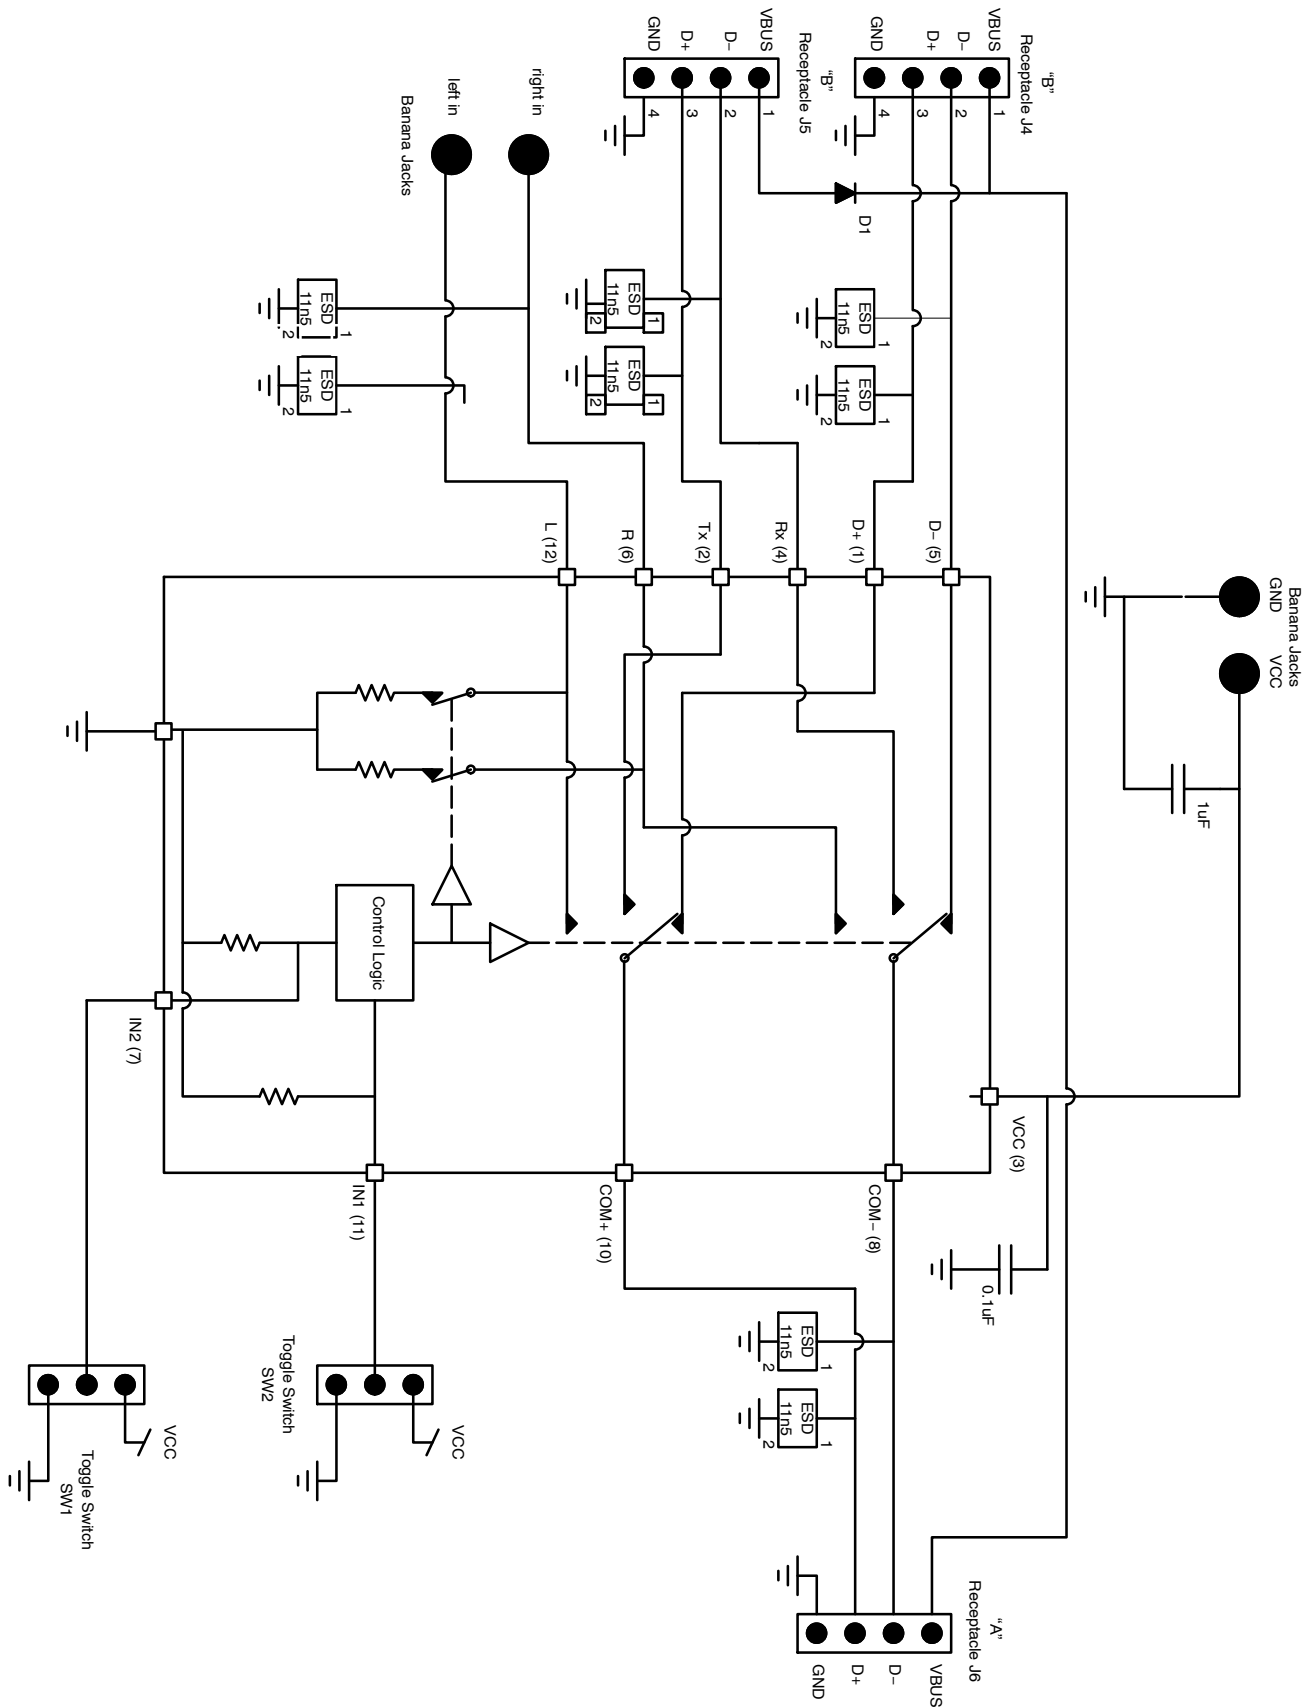 "B"
Receptacle J4
VBUS
D−
D+
GND
1
2
3
4
"B"
Receptacle J5
VBUS
D−
D+
GND
1
2
3
4
D1
right in
left in
Banana Jacks
ESD
11n5
1
2
ESD
11n5
1
2
ESD
11n5
1
2
ESD
11n5
1
2
ESD
11n5
1
2
ESD
11n5
1
2
Banana Jacks
GND
VCC
1uF
D− (5)
D+ (1)
Rx (4)
Tx (2)
R (6)
L (12)
Control Logic
VCC (3)
COM− (8)
COM+ (10)
IN1 (11)
IN2 (7)
0.1uF
ESD
11n5
1
2
ESD
11n5
1
2
VCC
Toggle Switch
SW2
VCC
Toggle Switch
SW1
"A"
Receptacle J6
VBUS
D−
D+
GND